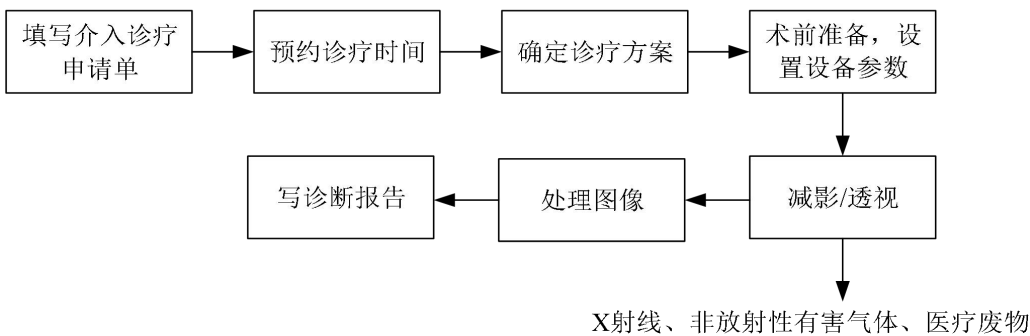 填写介入诊疗
申请单
预约诊疗时间
确定诊疗方案
术前准备，设
置设备参数
减影/透视
处理图像
写诊断报告
X射线、非放射性有害气体、医疗废物